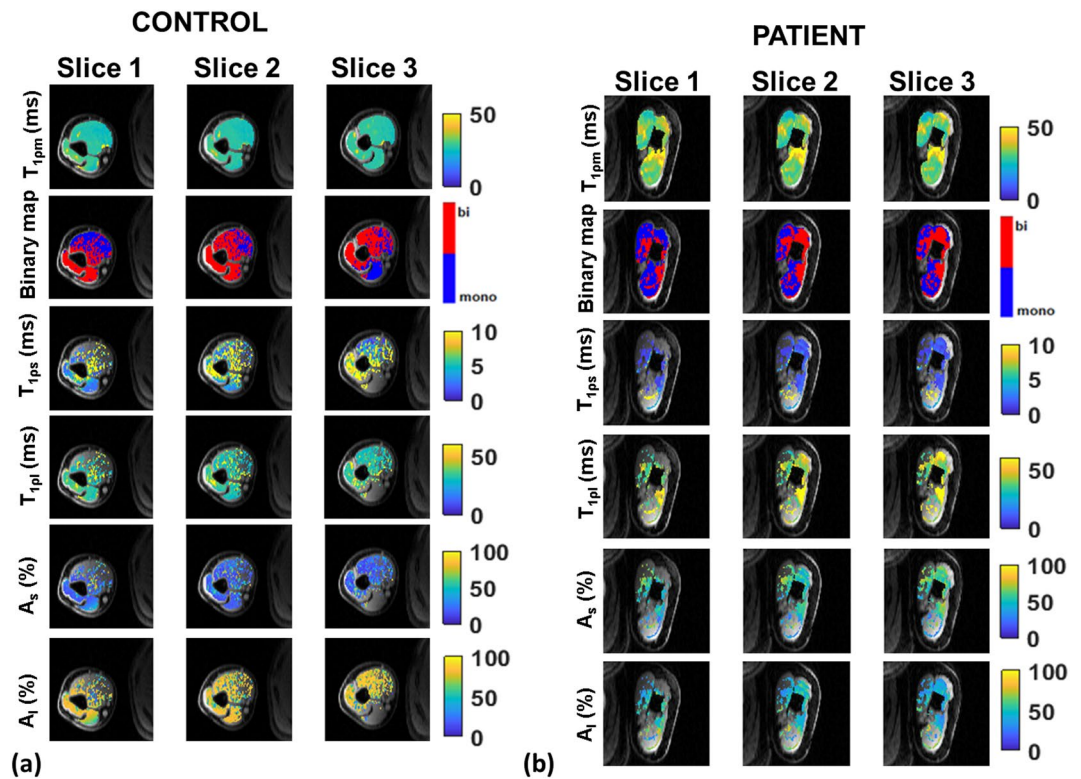 CONTROL
Slice 1 Slice 2 Slice 3
T1ρm (ms)
50
0
Binary map
bi
mono
T1ρs (ms)
10
5
0
T1ρl (ms)
50
0
As (%)
100
50
0
Al (%)
100
50
0
(a)
PATIENT
Slice 1 Slice 2 Slice 3
T1ρm (ms)
50
0
Binary map
bi
mono
T1ρs (ms)
10
5
0
T1ρl (ms)
50
0
As (%)
100
50
0
Al (%)
100
50
0
(b)